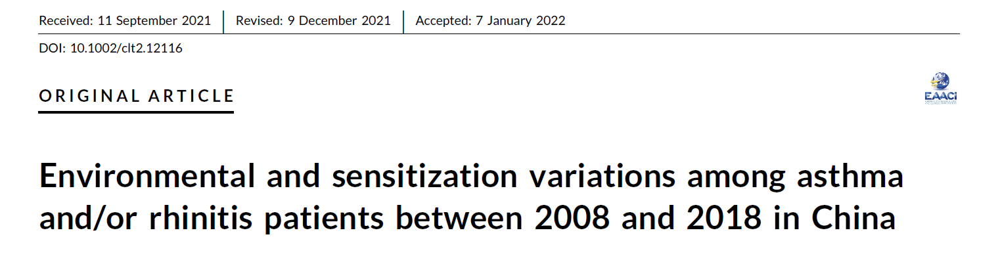 Received: 11 September 2021 | Revised: 9 December 2021 | Accepted: 7 January 2022
DOI: 10.1002/clt2.12116
ORIGINAL ARTICLE
EAACI
Environmental and sensitization variations among asthma
and/or rhinitis patients between 2008 and 2018 in China